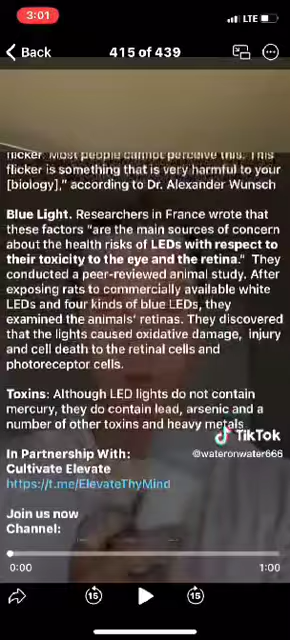 3:01
LTE
Back
415 of 439
flicker. Most people cannot perceive this. This
flicker is something that is very harmful to your
[biology]," according to Dr. Alexander Wunsch
Blue Light. Researchers in France wrote that
these factors "are the main sources of concern
about the health risks of LEDs with respect to
their toxicity to the eye and the retina." They
conducted a peer-reviewed animal study. After
exposing rats to commercially available white
LEDs and four kinds of blue LEDs, they
examined the animals' retinas. They discovered
that the lights caused oxidative damage, injury
and cell death to the retinal cells and
photoreceptor cells.
Toxins: Although LED lights do not contain
mercury, they do contain lead, arsenic and a
number of other toxins and heavy metals
TikTok
@wateronwater666
In Partnership With:
Cultivate Elevate
https://t.me/ElevateThyMind
Join us now
Channel:
0:00
1:00
15
15